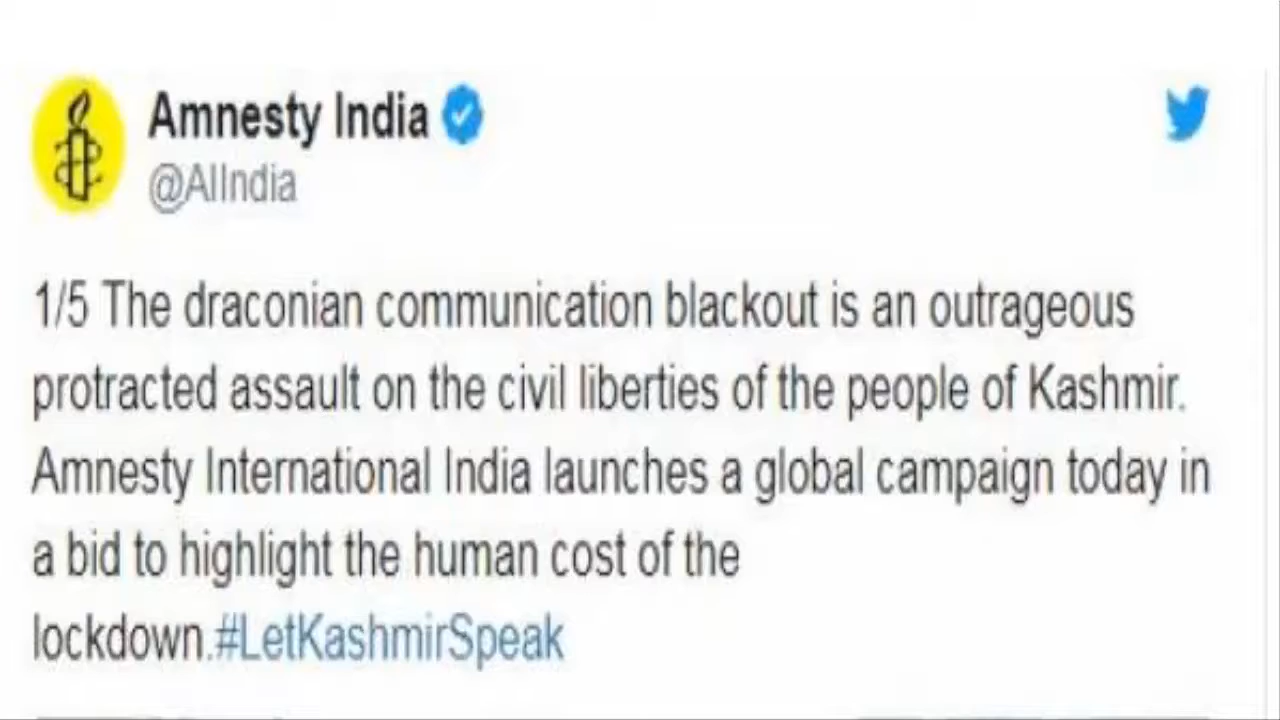 Amnesty India
@AIIndia
1/5 The draconian communication blackout is an outrageous
protracted assault on the civil liberties of the people of Kashmir.
Amnesty International India launches a global campaign today in
a bid to highlight the human cost of the
lockdown.#LetKashmirSpeak